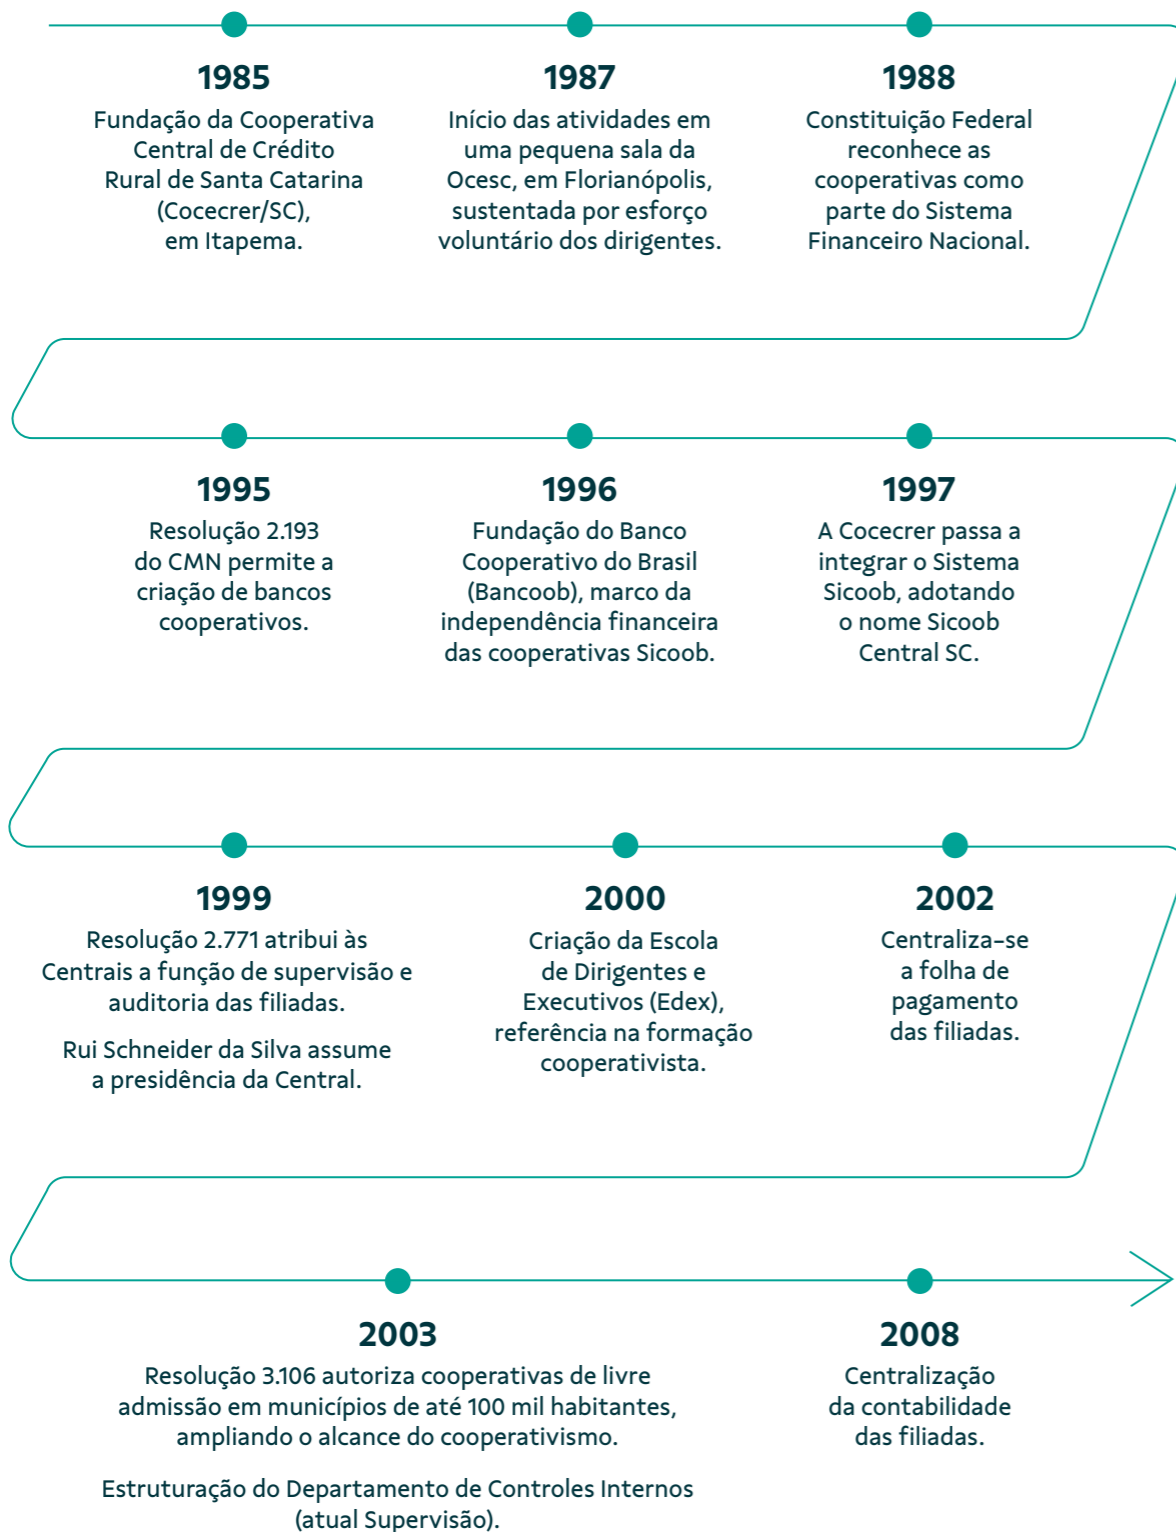 1985
Fundação da Cooperativa
Central de Crédito
Rural de Santa Catarina
(Cocecrer/SC),
em Itapema.
1987
Início das atividades em
uma pequena sala da
Ocesc, em Florianópolis,
sustentada por esforço
voluntário dos dirigentes.
1988
Constituição Federal
reconhece as
cooperativas como
parte do Sistema
Financeiro Nacional.
1995
Resolução 2.193
do CMN permite a
criação de bancos
cooperativos.
1996
Fundação do Banco
Cooperativo do Brasil
(Bancoob), marco da
independência financeira
das cooperativas Sicoob.
1997
A Cocecrer passa a
integrar o Sistema
Sicoob, adotando
o nome Sicoob
Central SC.
1999
Resolução 2.771 atribui às
Centrais a função de supervisão e
auditoria das filiadas.
Rui Schneider da Silva assume
a presidência da Central.
2000
Criação da Escola
de Dirigentes e
Executivos (Edex),
referência na formação
cooperativista.
2002
Centraliza-se
a folha de
pagamento
das filiadas.
2003
Resolução 3.106 autoriza cooperativas de livre
admissão em municípios de até 100 mil habitantes,
ampliando o alcance do cooperativismo.
Estruturação do Departamento de Controles Internos
(atual Supervisão).
2008
Centralização
da contabilidade
das filiadas.